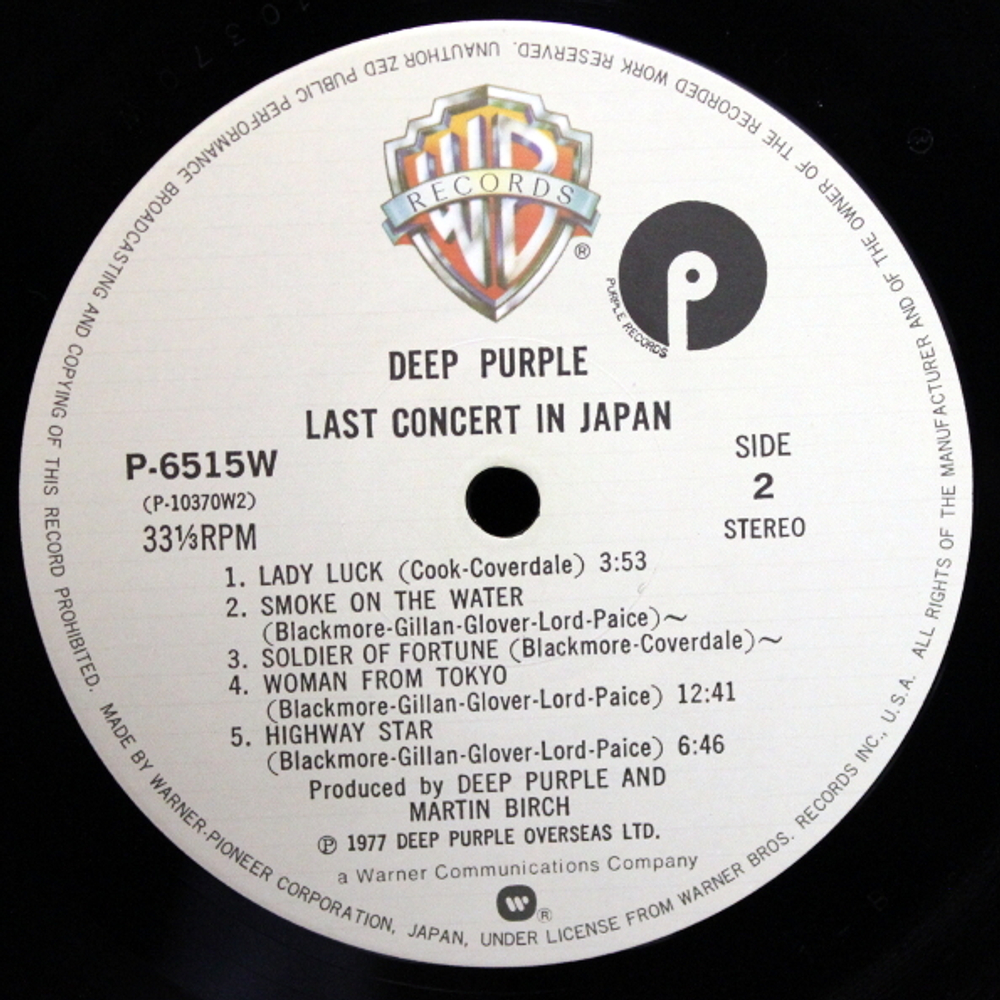 WB
RECORDS
®
P
PURPLE RECORDS
DEEP PURPLE
LAST CONCERT IN JAPAN
P-6515W
(P-10370W2)
33⅓RPM
SIDE
2
STEREO
1. LADY LUCK (Cook-Coverdale) 3:53
2. SMOKE ON THE WATER
(Blackmore-Gillan-Glover-Lord-Paice)~
3. SOLDIER OF FORTUNE (Blackmore-Coverdale)~
4. WOMAN FROM TOKYO
(Blackmore-Gillan-Glover-Lord-Paice) 12:41
5. HIGHWAY STAR
(Blackmore-Gillan-Glover-Lord-Paice) 6:46
Produced by DEEP PURPLE AND
MARTIN BIRCH
℗ 1977 DEEP PURPLE OVERSEAS LTD.
a Warner Communications Company
W®
MADE BY WARNER-PIONEER CORPORATION, JAPAN, UNDER LICENSE FROM WARNER BROS. RECORDS INC., U.S.A. ALL RIGHTS OF THE MANUFACTURER AND OF THE OWNER OF THE RECORDED WORK RESERVED. UNAUTHOR ZED PUBLIC PERFORMANCE BROADCASTING AND COPYING OF THIS RECORD PROHIBITED.